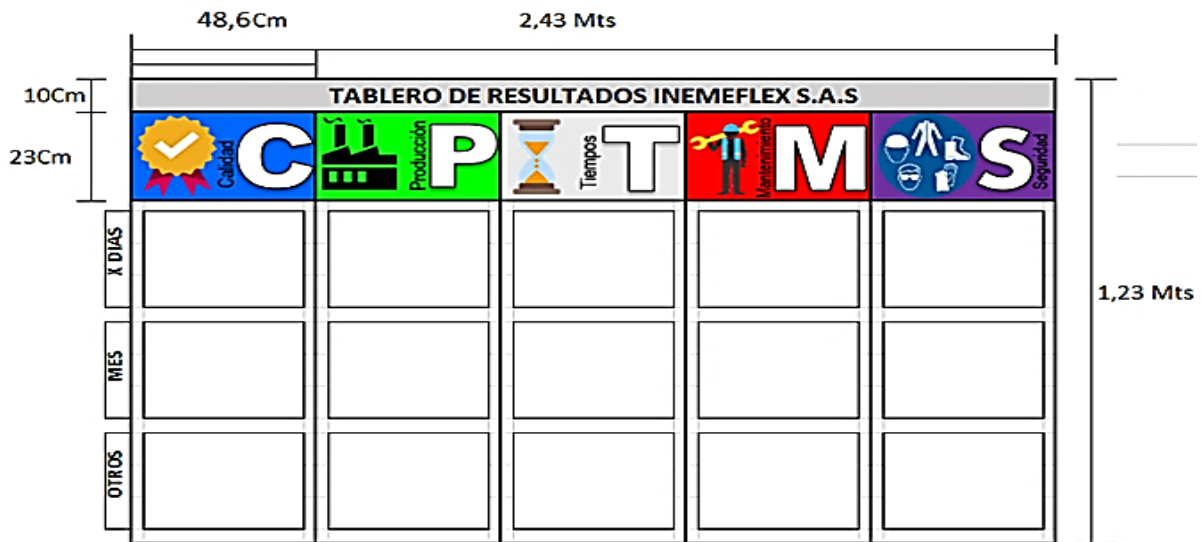 48,6Cm
2,43 Mts
10Cm
TABLERO DE RESULTADOS INEMEFLEX S.A.S
23Cm
Calidad
C
Producción
P
Tiempos
T
Mantenimiento
M
S
Seguridad
X DIAS
1,23 Mts
MES
OTROS